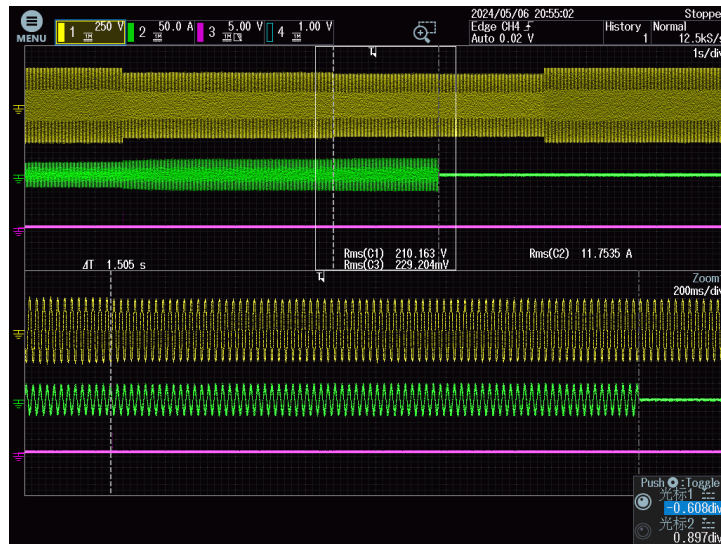 2024/05/06 20:55:02
Stoppe
MENU
1 250 V
2 50.0 A
3 5.00 V
4 1.00 V
Edge CH4
Auto 0.02 V
History
1
Normal
12.5kS/s
1s/div
Rms(C1) 210.163 V
Rms(C2) 11.7535 A
ΔT 1.505 s
Rms(C3) 229.204mV
Zoom1
200ms/div
Push :Toggle
光标1
-0.608div
光标2
0.897div